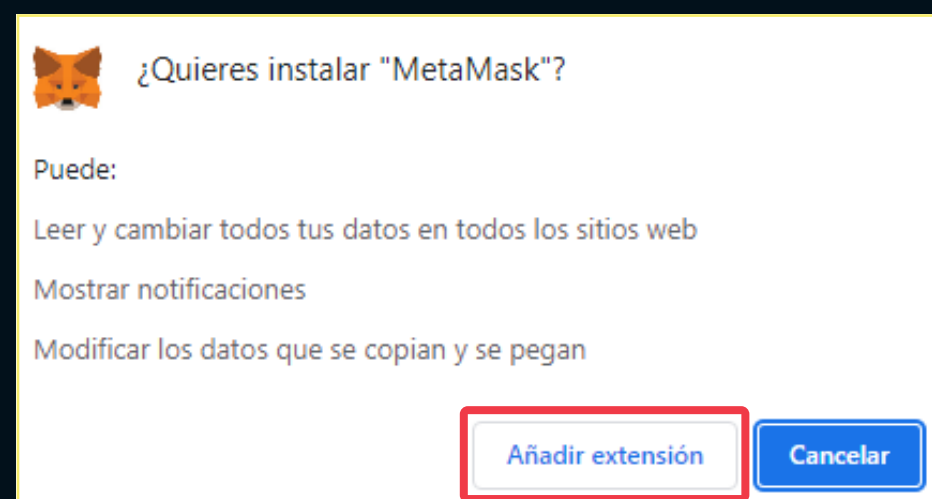 ¿Quieres instalar "MetaMask"?
Puede:
Leer y cambiar todos tus datos en todos los sitios web
Mostrar notificaciones
Modificar los datos que se copian y se pegan
Añadir extensión
Cancelar